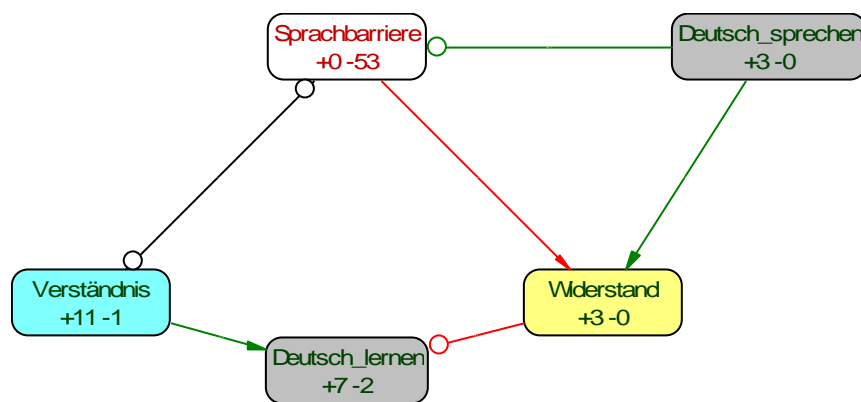 Sprachbarriere
+0 -53
Deutsch_sprechen
+3 -0
Verständnis
+11 -1
Widerstand
+3 -0
Deutsch_lernen
+7 -2